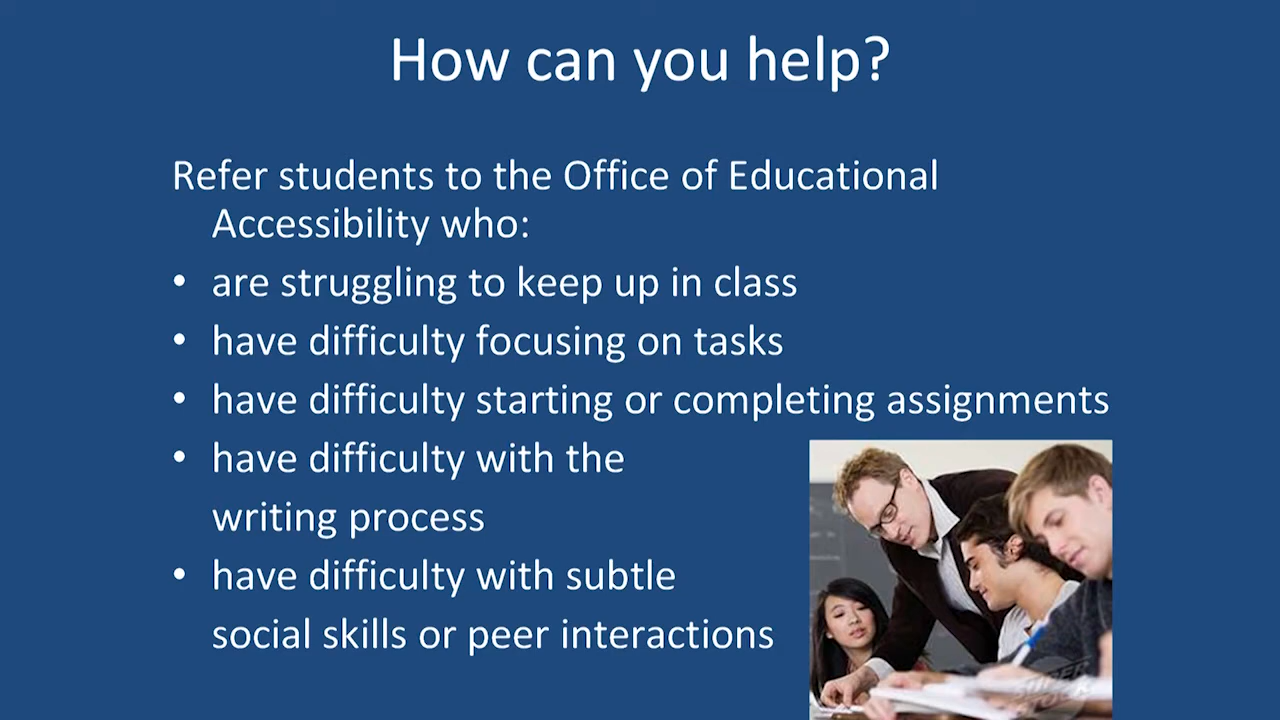 How can you help?
Refer students to the Office of Educational
Accessibility who:
• are struggling to keep up in class
• have difficulty focusing on tasks
• have difficulty starting or completing assignments
• have difficulty with the
writing process
• have difficulty with subtle
social skills or peer interactions
SUPER
STOCK